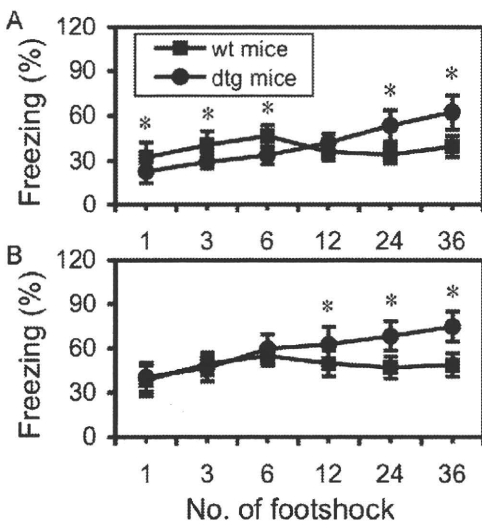 A
120
90
60
30
0
Freezing (%)
wt mice
dtg mice
* * * * *
1 3 6 12 24 36
B
120
90
60
30
0
Freezing (%)
* * *
1 3 6 12 24 36
No. of footshock